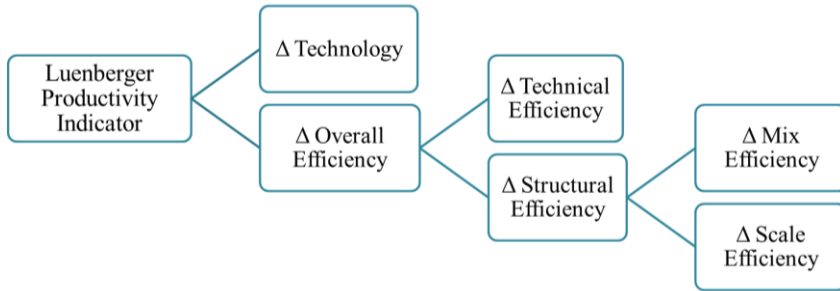 Luenberger
Productivity
Indicator
Δ Technology
Δ Overall
Efficiency
Δ Technical
Efficiency
Δ Structural
Efficiency
Δ Mix
Efficiency
Δ Scale
Efficiency